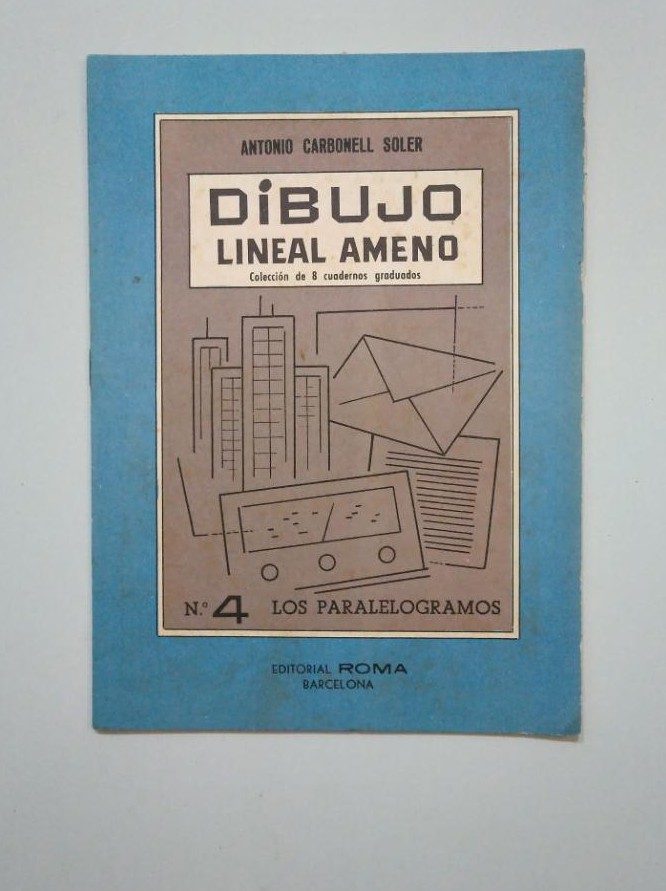 ANTONIO CARBONELL SOLER
DiBUJO
LINEAL AMENO
Colección de 8 cuadernos graduados
N.º 4 LOS PARALELOGRAMOS
EDITORIAL ROMA
BARCELONA